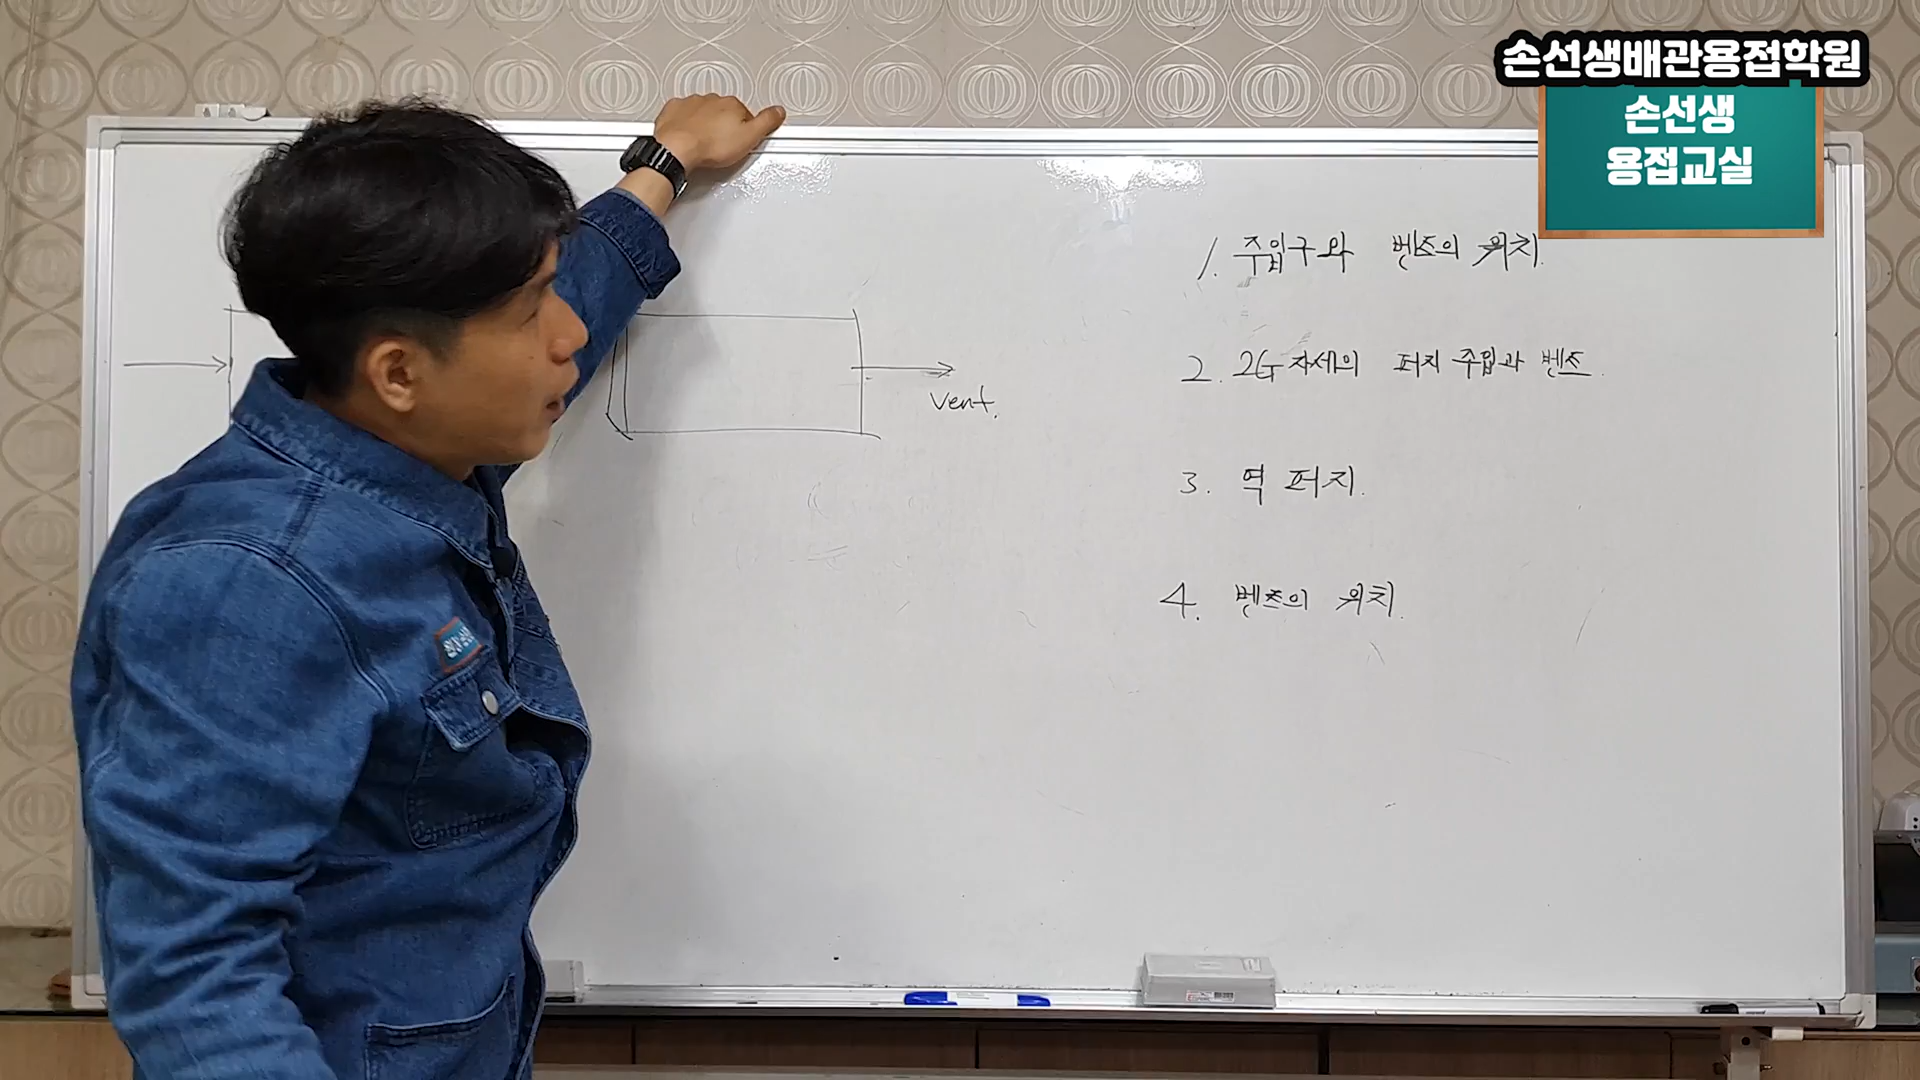 손선생배관용접학원
손선생
용접교실
1. 주입구와 벤트의 위치.
2. 2G 자세의 퍼지 주입과 벤트.
3. 역 퍼지.
4. 벤트의 위치.
Vent.